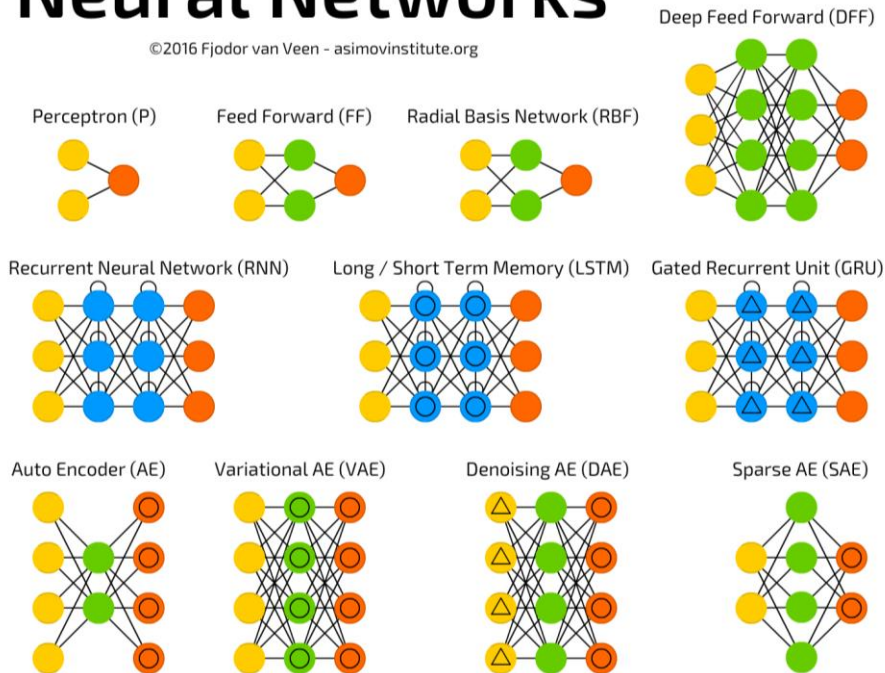 Neural Networks
©2016 Fjodor van Veen - asimovinstitute.org
Deep Feed Forward (DFF)
Perceptron (P)
Feed Forward (FF)
Radial Basis Network (RBF)
Recurrent Neural Network (RNN)
Long / Short Term Memory (LSTM)
Gated Recurrent Unit (GRU)
Auto Encoder (AE)
Variational AE (VAE)
Denoising AE (DAE)
Sparse AE (SAE)